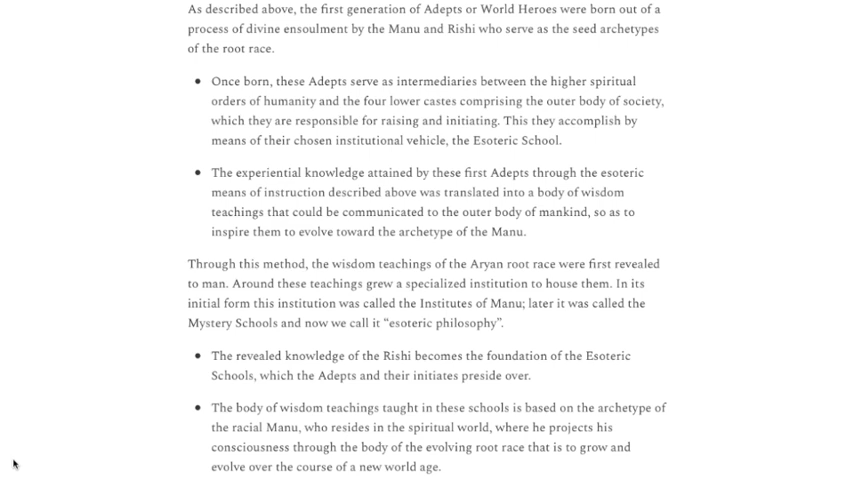 As described above, the first generation of Adepts or World Heroes were born out of a
process of divine ensoulment by the Manu and Rishi who serve as the seed archetypes
of the root race.
• Once born, these Adepts serve as intermediaries between the higher spiritual
orders of humanity and the four lower castes comprising the outer body of society,
which they are responsible for raising and initiating. This they accomplish by
means of their chosen institutional vehicle, the Esoteric School.
• The experiential knowledge attained by these first Adepts through the esoteric
means of instruction described above was translated into a body of wisdom
teachings that could be communicated to the outer body of mankind, so as to
inspire them to evolve toward the archetype of the Manu.
Through this method, the wisdom teachings of the Aryan root race were first revealed
to man. Around these teachings grew a specialized institution to house them. In its
initial form this institution was called the Institutes of Manu; later it was called the
Mystery Schools and now we call it “esoteric philosophy”.
• The revealed knowledge of the Rishi becomes the foundation of the Esoteric
Schools, which the Adepts and their initiates preside over.
• The body of wisdom teachings taught in these schools is based on the archetype of
the racial Manu, who resides in the spiritual world, where he projects his
consciousness through the body of the evolving root race that is to grow and
evolve over the course of a new world age.